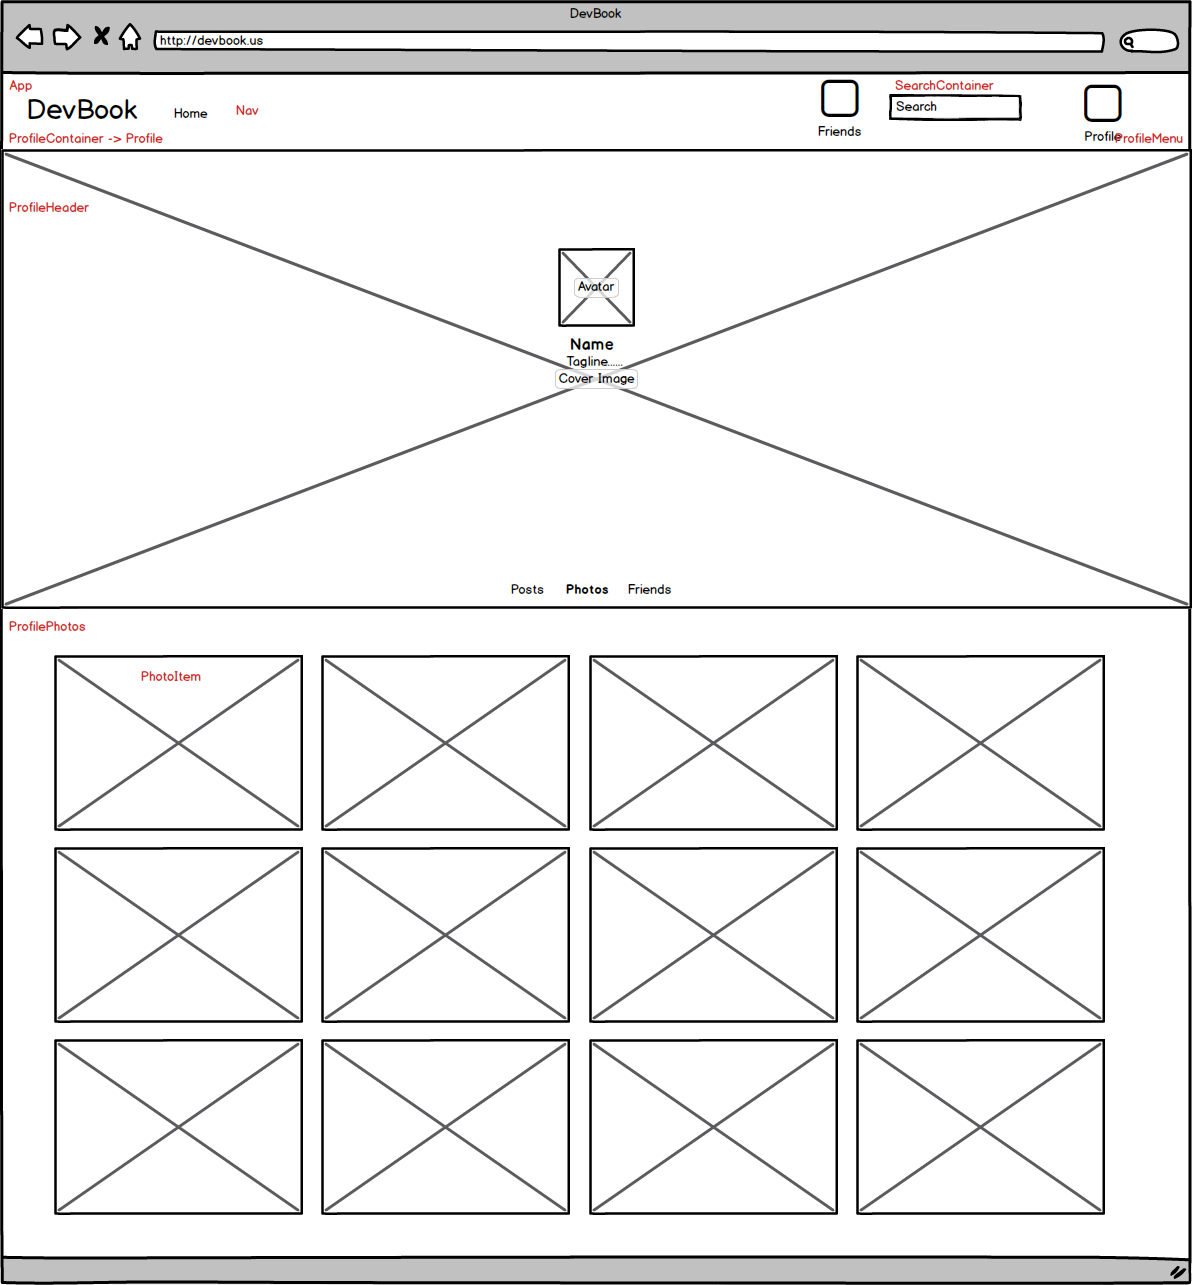 DevBook
http://devbook.us
App
SearchContainer
DevBook
Home
Nav
Search
Friends
Profile
ProfileMenu
ProfileContainer -> Profile
ProfileHeader
Avatar
Name
Tagline......
Cover Image
Posts
Photos
Friends
ProfilePhotos
PhotoItem